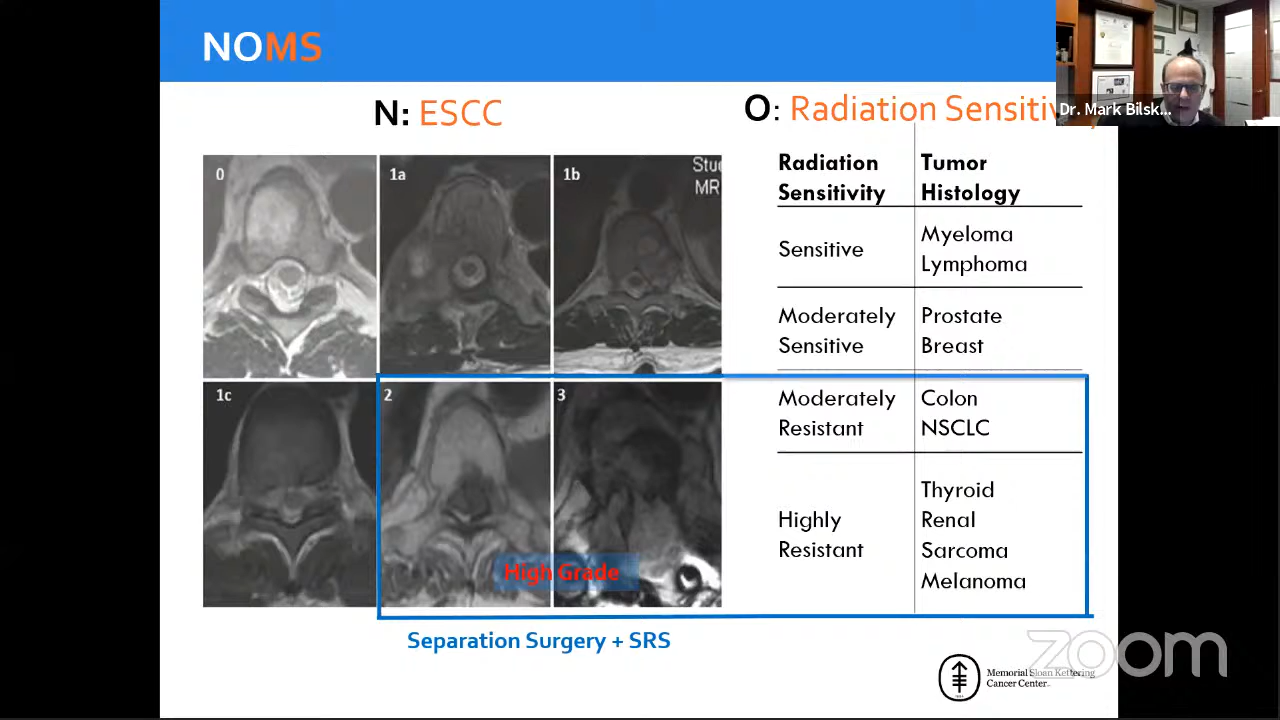 NOMS
N: ESCC
O: Radiation Sensitiv
Dr. Mark Bilsk...
0
1a
1b
Stu
MR
1c
2
3
High Grade
Radiation Sensitivity
Tumor Histology
Sensitive
Myeloma
Lymphoma
Moderately Sensitive
Prostate
Breast
Moderately Resistant
Colon
NSCLC
Highly Resistant
Thyroid
Renal
Sarcoma
Melanoma
Separation Surgery + SRS
Memorial Sloan Kettering
Cancer Center
zoom